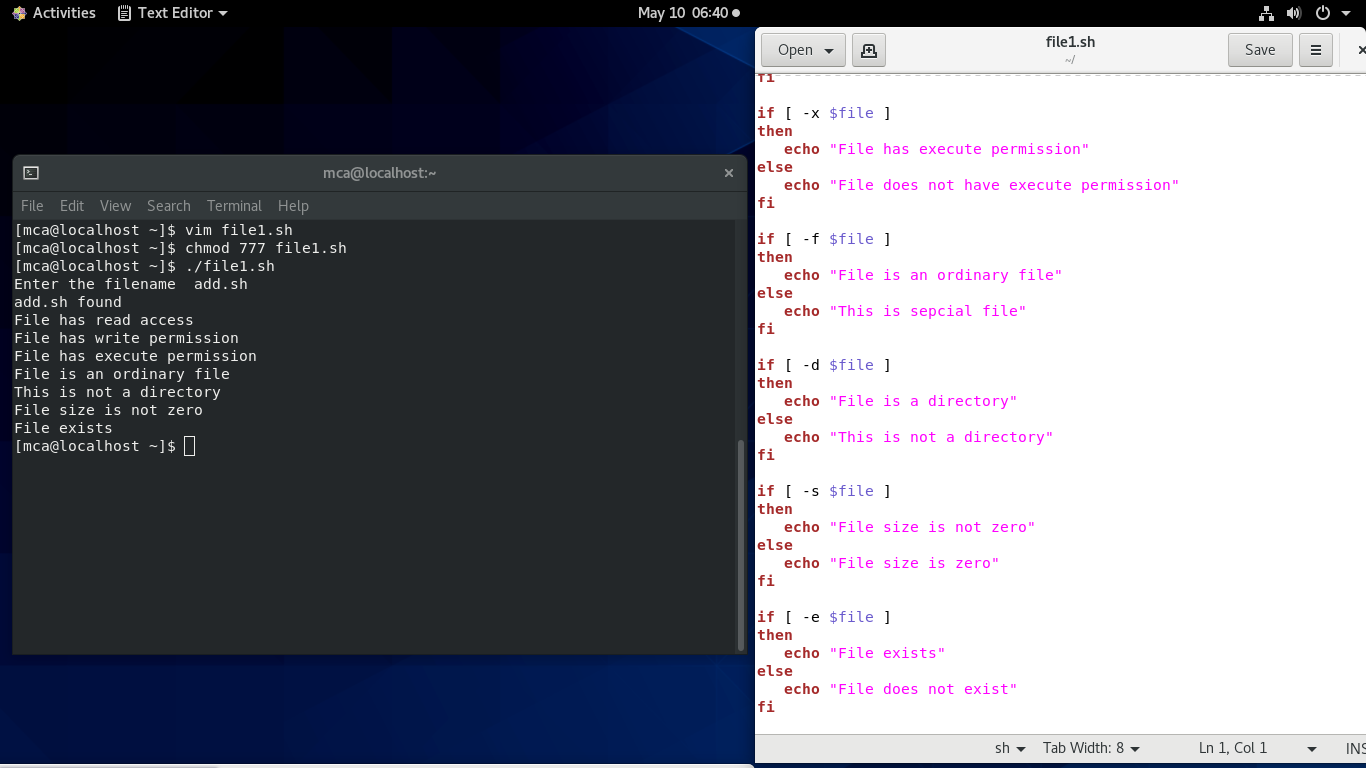 Activities Text Editor May 10 06:40
Open file1.sh Save
~/
mca@localhost:~
File Edit View Search Terminal Help
[mca@localhost ~]$ vim file1.sh
[mca@localhost ~]$ chmod 777 file1.sh
[mca@localhost ~]$ ./file1.sh
Enter the filename  add.sh
add.sh found
File has read access
File has write permission
File has execute permission
File is an ordinary file
This is not a directory
File size is not zero
File exists
[mca@localhost ~]$
fi
if [ -x $file ]
then
   echo "File has execute permission"
else
   echo "File does not have execute permission"
fi
if [ -f $file ]
then
   echo "File is an ordinary file"
else
   echo "This is sepcial file"
fi
if [ -d $file ]
then
   echo "File is a directory"
else
   echo "This is not a directory"
fi
if [ -s $file ]
then
   echo "File size is not zero"
else
   echo "File size is zero"
fi
if [ -e $file ]
then
   echo "File exists"
else
   echo "File does not exist"
fi
sh Tab Width: 8 Ln 1, Col 1 INS